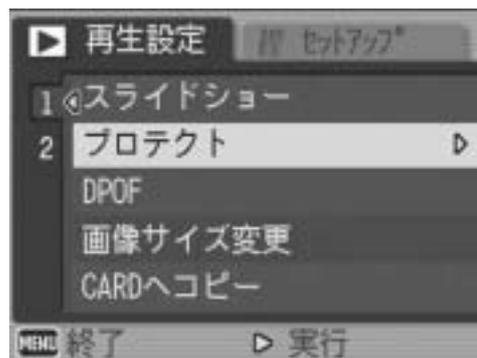 再生設定 セットアップ
1 スライドショー
2 プロテクト
DPOF
画像サイズ変更
CARDへコピー
MENU 終了 実行